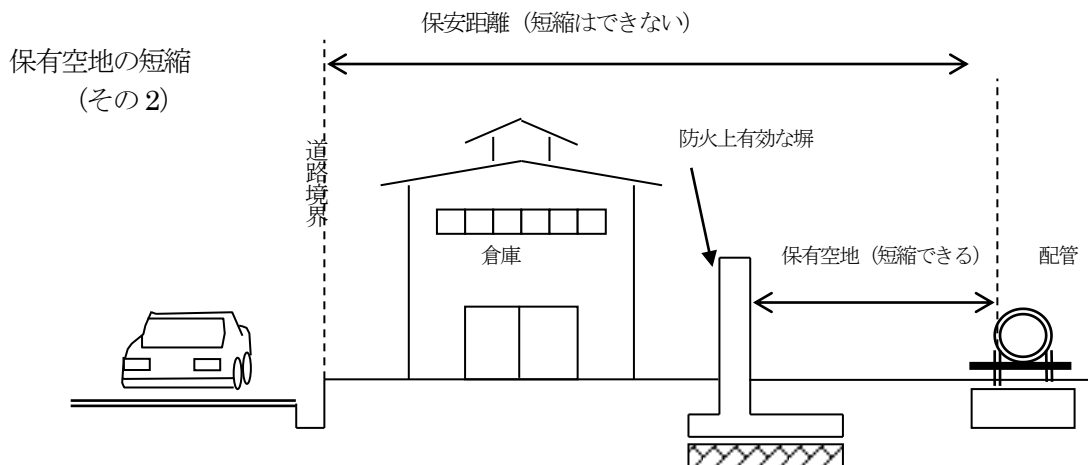 保安距離（短縮はできない）
保有空地の短縮
（その2）
道路境界
防火上有効な塀
倉庫
保有空地（短縮できる）
配管